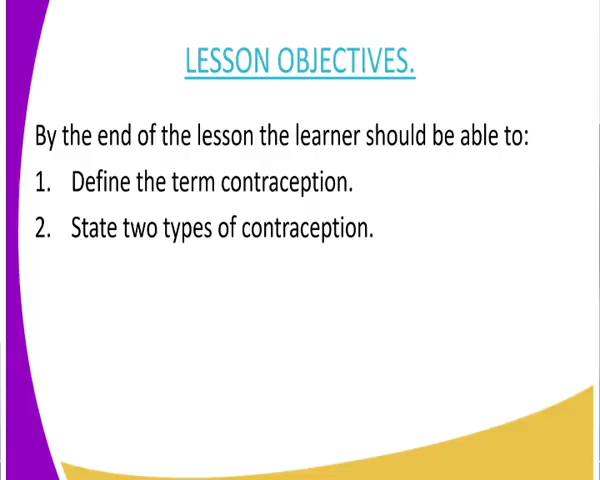 LESSON OBJECTIVES.
By the end of the lesson the learner should be able to:
1. Define the term contraception.
2. State two types of contraception.